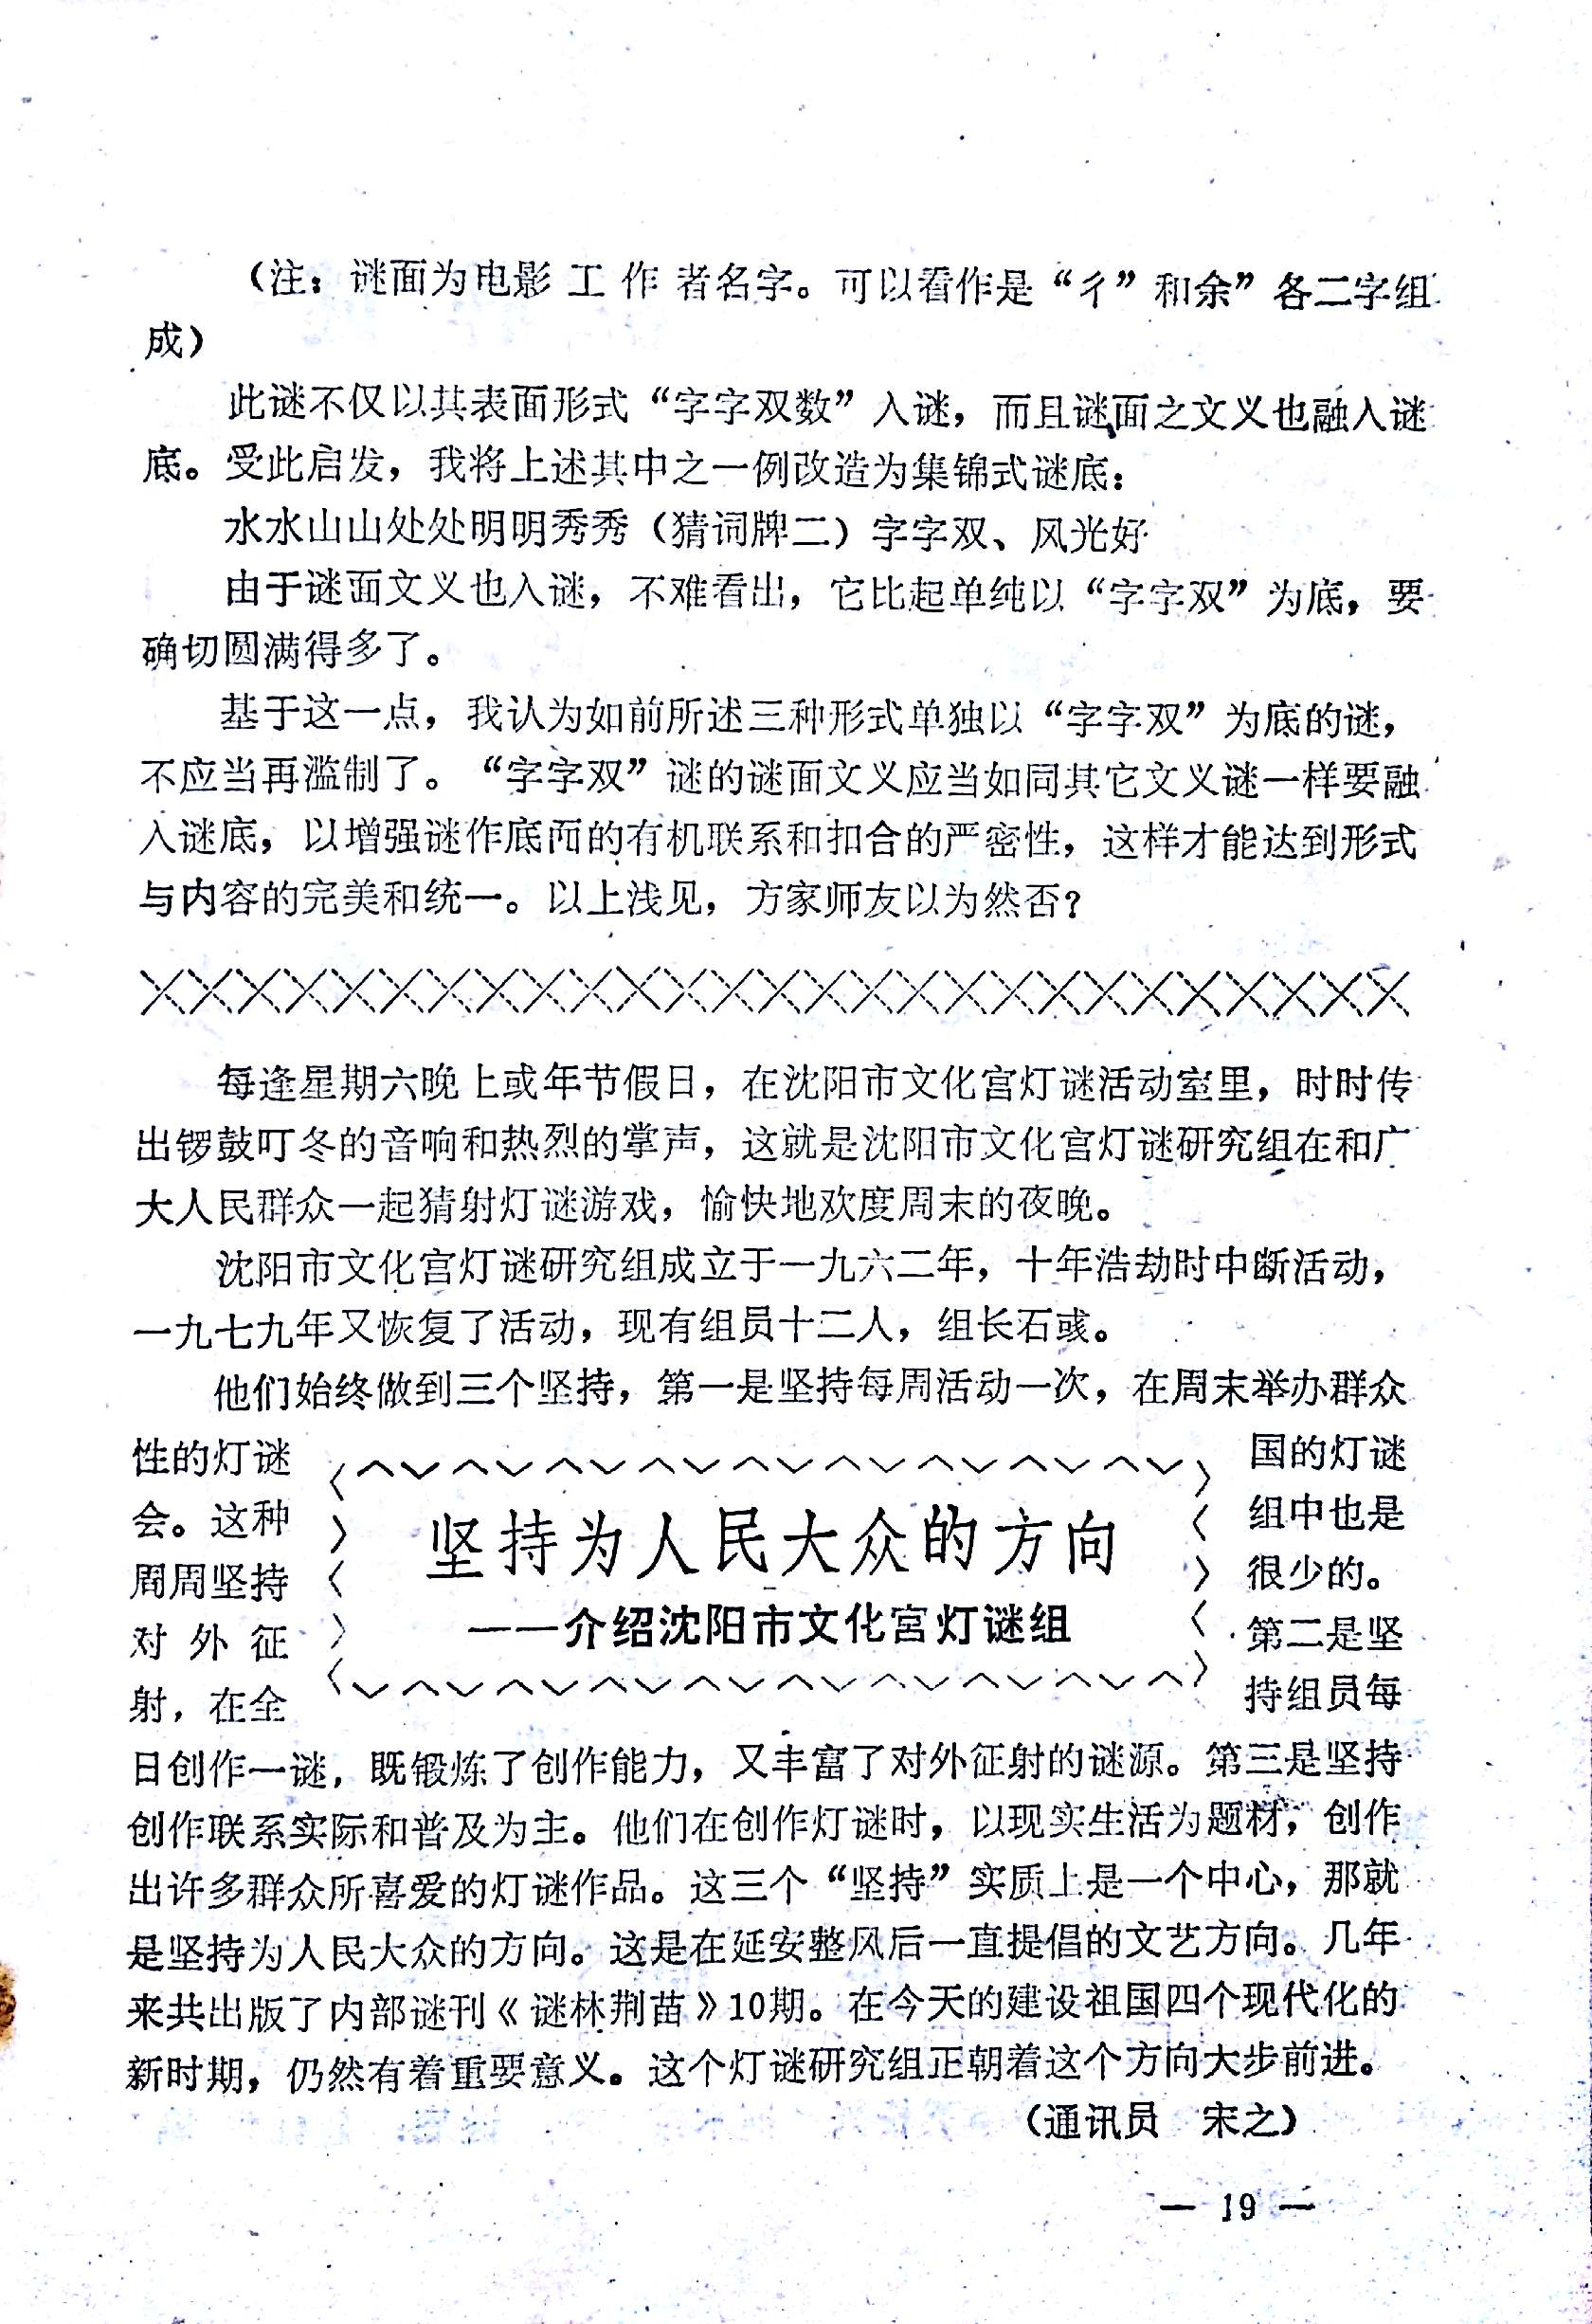 （注：谜面为电影工作者名字。可以看作是“彳”和余”各二字组
成）
此谜不仅以其表面形式“字字双数”入谜，而且谜面之文义也融入谜
底。受此启发，我将上述其中之一例改造为集锦式谜底：
水水山山处处明明秀秀（猜词牌二）字字双、风光好
由于谜面文义也入谜，不难看出，它比起单纯以“字字双”为底，要
确切圆满得多了。
基于这一点，我认为如前所述三种形式单独以“字字双”为底的谜，
不应当再滥制了。“字字双”谜的谜面文义应当如同其它文义谜一样要融
入谜底，以增强谜作底面的有机联系和扣合的严密性，这样才能达到形式
与内容的完美和统一。以上浅见，方家师友以为然否？
每逢星期六晚上或年节假日，在沈阳市文化宫灯谜活动室里，时时传
出锣鼓叮冬的音响和热烈的掌声，这就是沈阳市文化宫灯谜研究组在和广
大人民群众一起猜射灯谜游戏，愉快地欢度周末的夜晚。
沈阳市文化宫灯谜研究组成立于一九六二年，十年浩劫时中断活动，
一九七九年又恢复了活动，现有组员十二人，组长石彧。
他们始终做到三个坚持，第一是坚持每周活动一次，在周末举办群众
性的灯谜
会。这种
周周坚持
对外征
射，在全
坚持为人民大众的方向
——介绍沈阳市文化宫灯谜组
国的灯谜
组中也是
很少的。
第二是坚
持组员每
日创作一谜，既锻炼了创作能力，又丰富了对外征射的谜源。第三是坚持
创作联系实际和普及为主。他们在创作灯谜时，以现实生活为题材，创作
出许多群众所喜爱的灯谜作品。这三个“坚持”实质上是一个中心，那就
是坚持为人民大众的方向。这是在延安整风后一直提倡的文艺方向。几年
来共出版了内部谜刊《谜林荆苗》10期。在今天的建设祖国四个现代化的
新时期，仍然有着重要意义。这个灯谜研究组正朝着这个方向大步前进。
（通讯员　宋之）
— 19 —